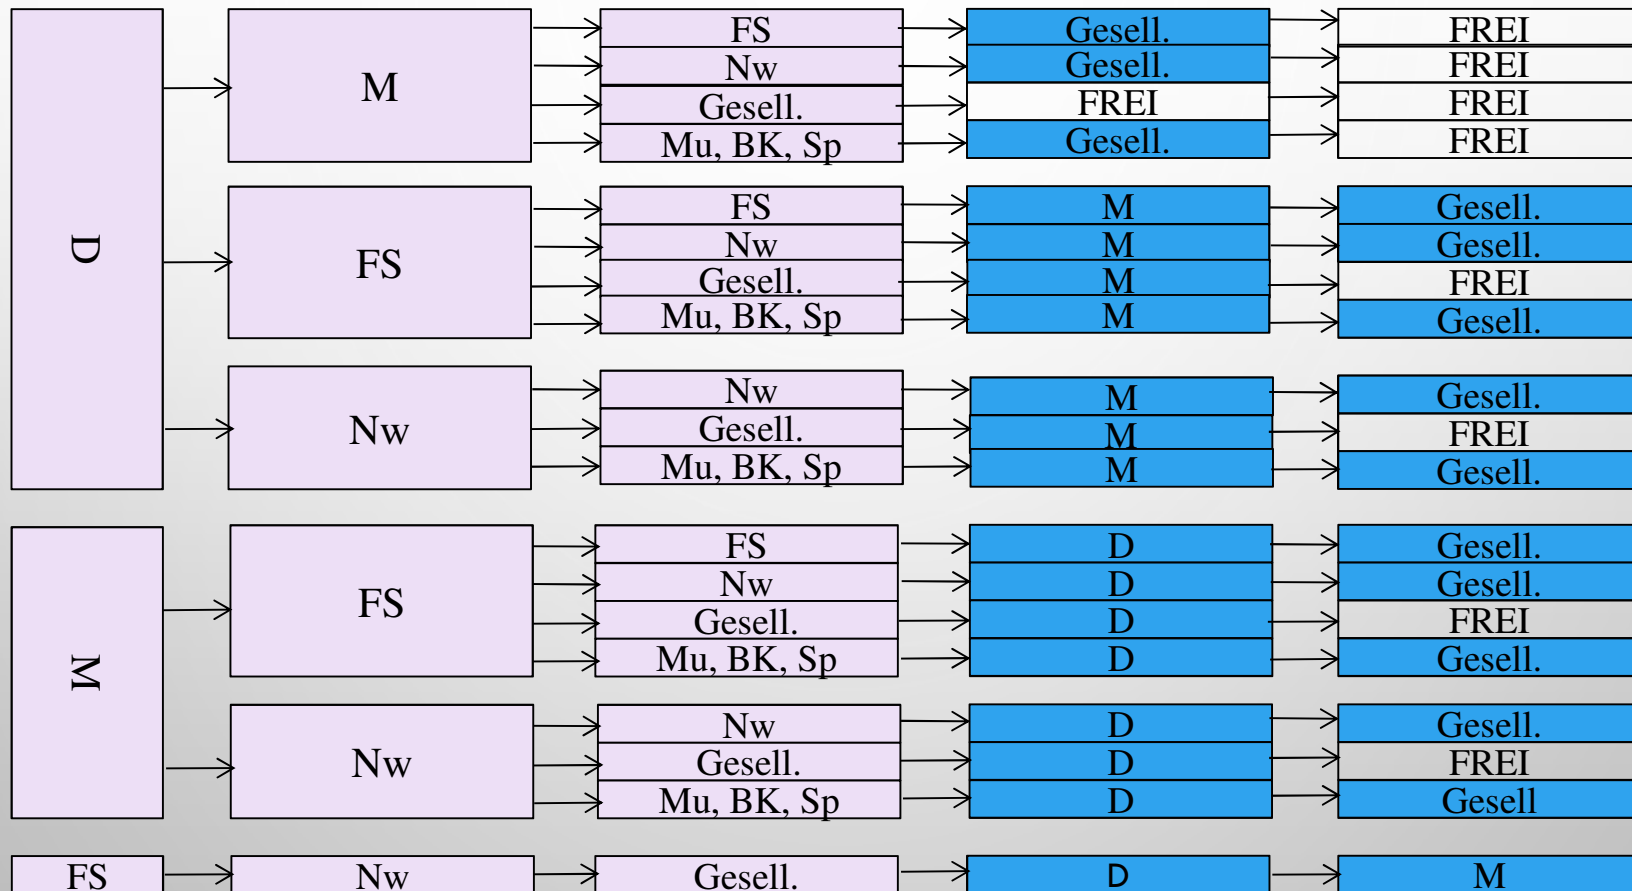 D
M
FS Gesell. FREI
Nw Gesell. FREI
Gesell. FREI FREI
Mu, BK, Sp Gesell. FREI
FS
FS M Gesell.
Nw M Gesell.
Gesell. M FREI
Mu, BK, Sp M Gesell.
Nw
Nw M Gesell.
Gesell. M FREI
Mu, BK, Sp M Gesell.
M
FS
FS D Gesell.
Nw D Gesell.
Gesell. D FREI
Mu, BK, Sp D Gesell.
Nw
Nw D Gesell.
Gesell. D FREI
Mu, BK, Sp D Gesell
FS Nw Gesell. D M